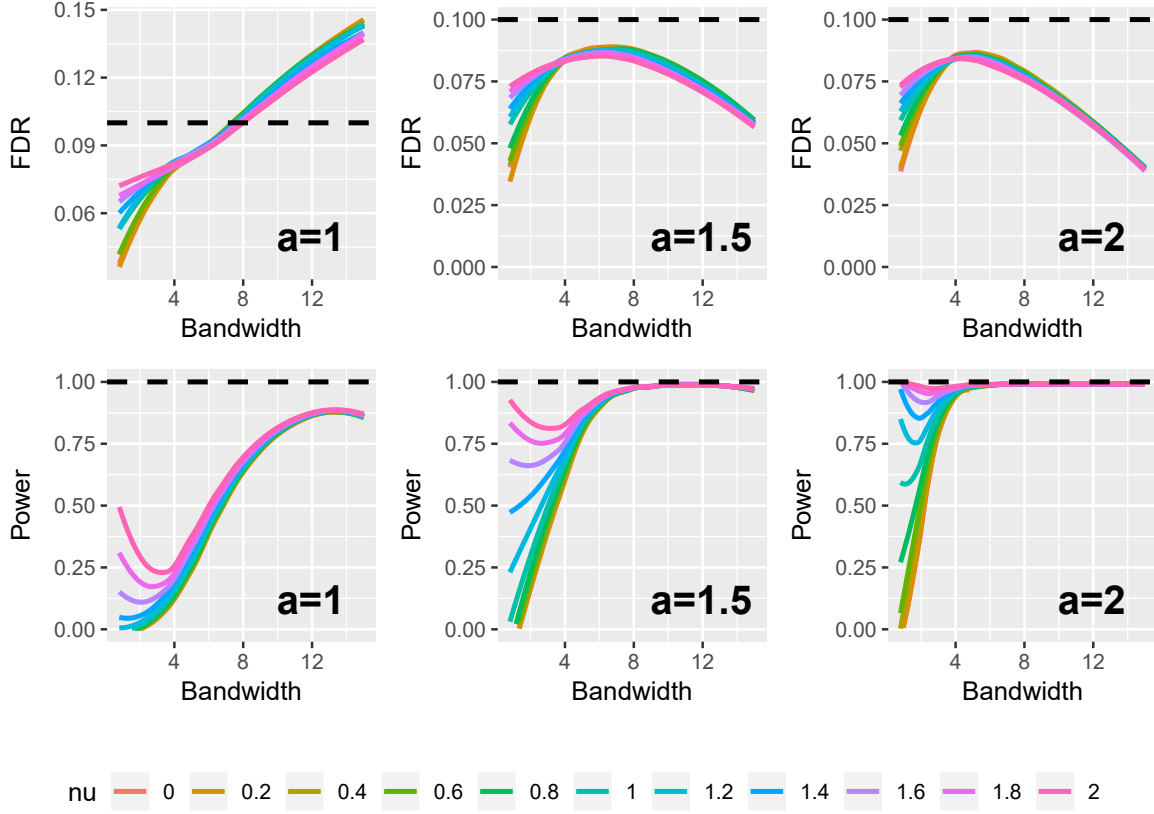 0.15
0.12
0.09
0.06
FDR
a=1
4 8 12
Bandwidth
0.100
0.075
0.050
0.025
0.000
FDR
a=1.5
4 8 12
Bandwidth
0.100
0.075
0.050
0.025
0.000
FDR
a=2
4 8 12
Bandwidth
1.00
0.75
0.50
0.25
0.00
Power
a=1
4 8 12
Bandwidth
1.00
0.75
0.50
0.25
0.00
Power
a=1.5
4 8 12
Bandwidth
1.00
0.75
0.50
0.25
0.00
Power
a=2
4 8 12
Bandwidth
nu 0 0.2 0.4 0.6 0.8 1 1.2 1.4 1.6 1.8 2